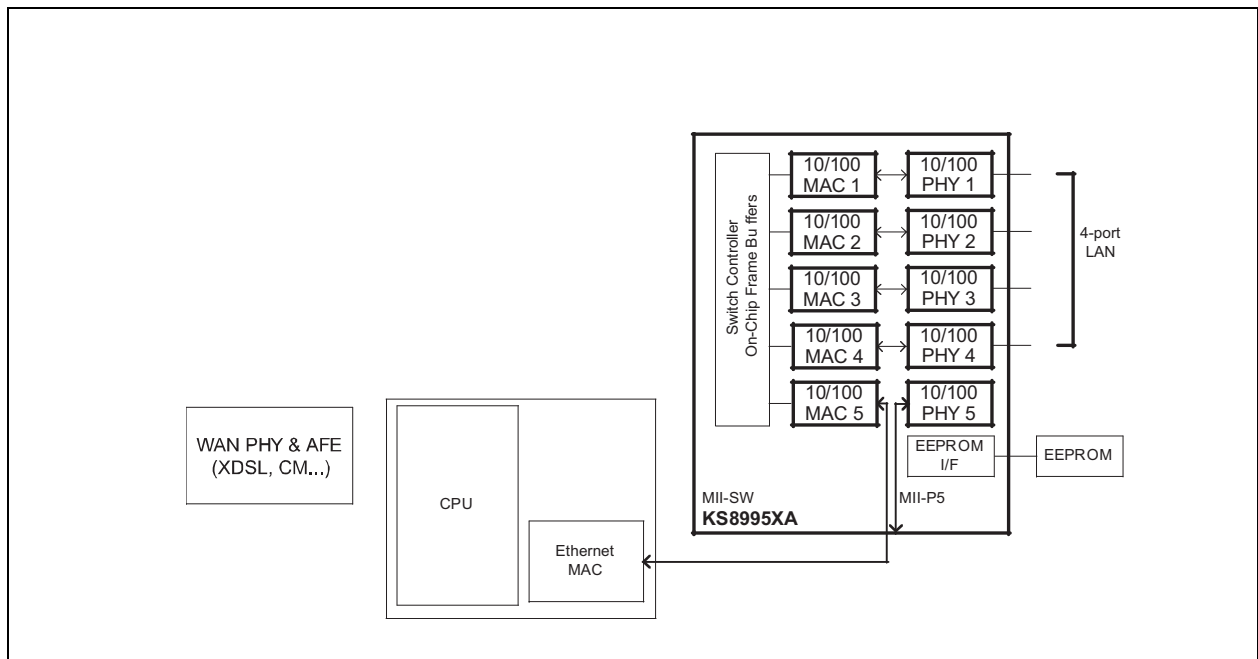 10/100
MAC 1
10/100
PHY 1
10/100
MAC 2
10/100
PHY 2
10/100
MAC 3
10/100
PHY 3
10/100
MAC 4
10/100
PHY 4
10/100
MAC 5
10/100
PHY 5
Switch Controller
On-Chip Frame Buffers
4-port
LAN
EEPROM
I/F
EEPROM
MII-SW
MII-P5
KS8995XA
WAN PHY & AFE
(XDSL, CM...)
CPU
Ethernet
MAC